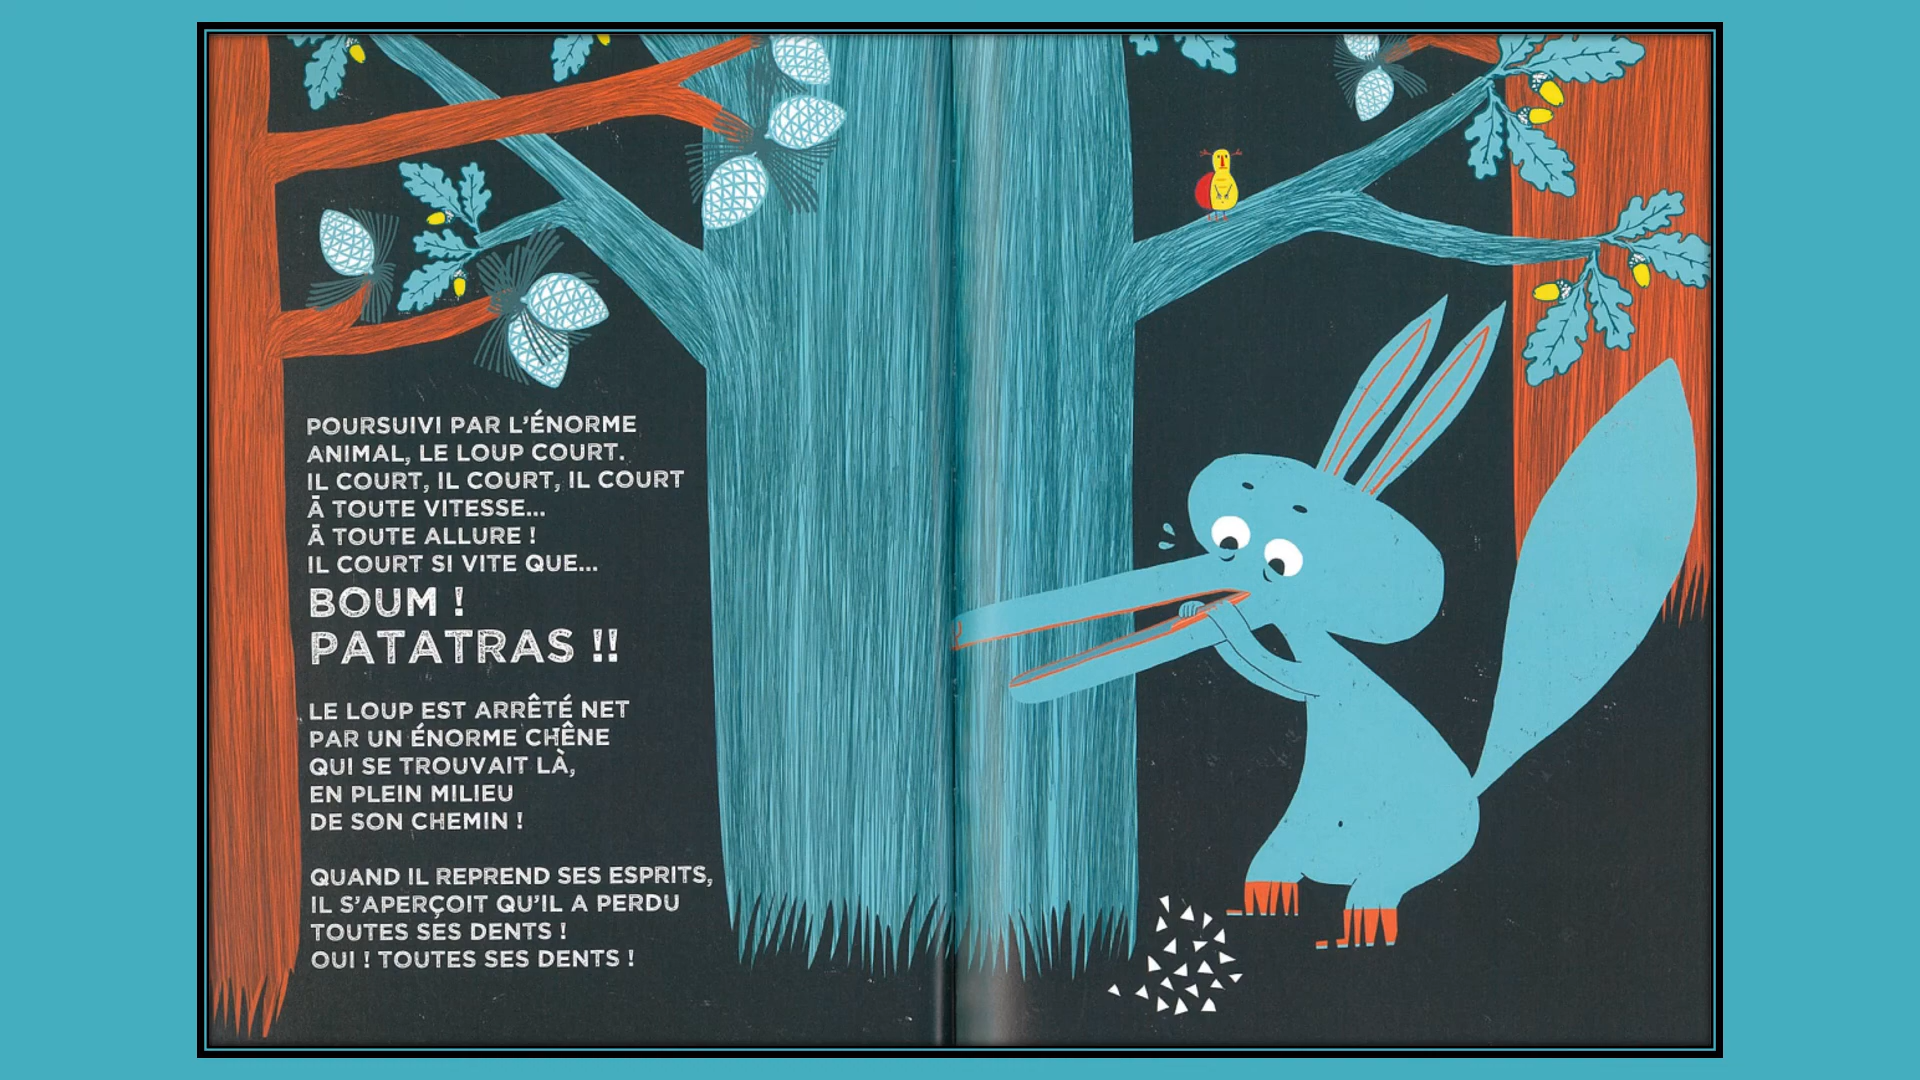 POURSUIVI PAR L'ÉNORME
ANIMAL, LE LOUP COURT.
IL COURT, IL COURT, IL COURT
À TOUTE VITESSE...
À TOUTE ALLURE !
IL COURT SI VITE QUE...
BOUM !
PATATRAS !!
LE LOUP EST ARRÊTÉ NET
PAR UN ÉNORME CHÊNE
QUI SE TROUVAIT LÀ,
EN PLEIN MILIEU
DE SON CHEMIN !
QUAND IL REPREND SES ESPRITS,
IL S'APERÇOIT QU'IL A PERDU
TOUTES SES DENTS !
OUI ! TOUTES SES DENTS !